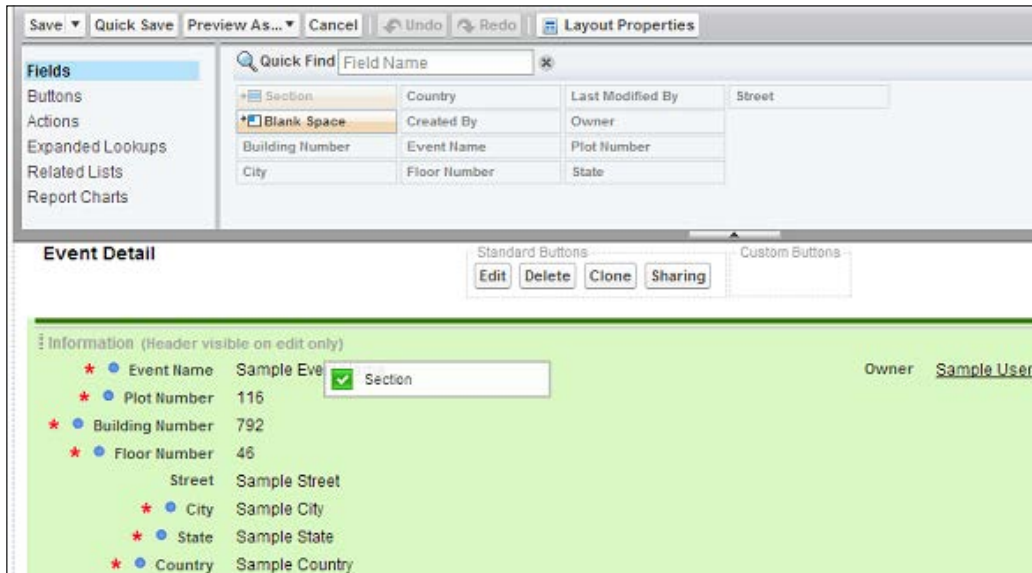 Save Quick Save Preview As... Cancel Undo Redo Layout Properties
Fields
Buttons
Actions
Expanded Lookups
Related Lists
Report Charts
Quick Find Field Name
Section Country Last Modified By Street
Blank Space Created By Owner
Building Number Event Name Plot Number
City Floor Number State
Event Detail
Standard Buttons
Edit Delete Clone Sharing
Custom Buttons
Information (Header visible on edit only)
* Event Name Sample Eve
Section
Owner Sample User
* Plot Number 116
* Building Number 792
* Floor Number 46
Street Sample Street
* City Sample City
* State Sample State
* Country Sample Country